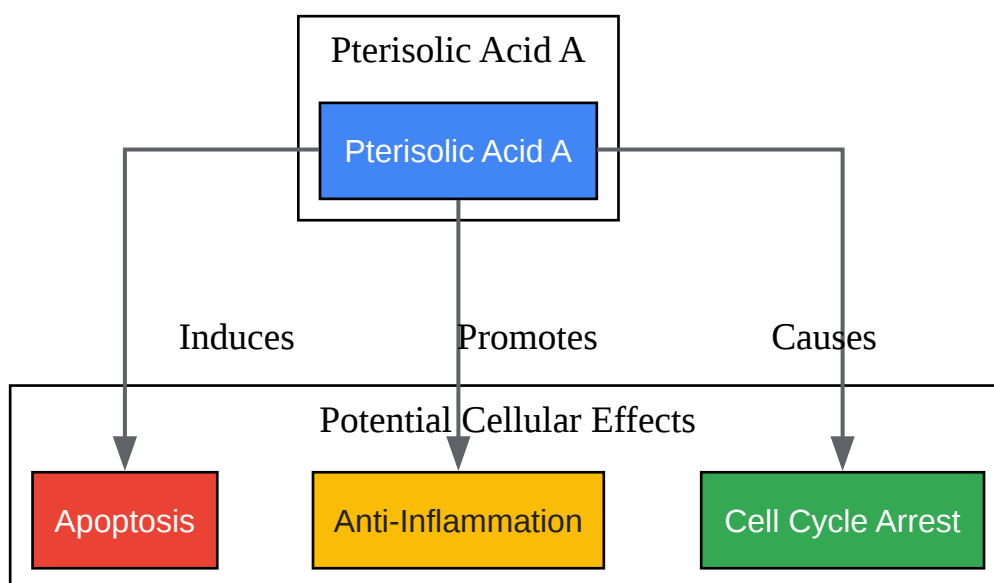 Pterisolic Acid A
Pterisolic Acid A
Induces
Promotes
Causes
Potential Cellular Effects
Apoptosis
Anti-Inflammation
Cell Cycle Arrest